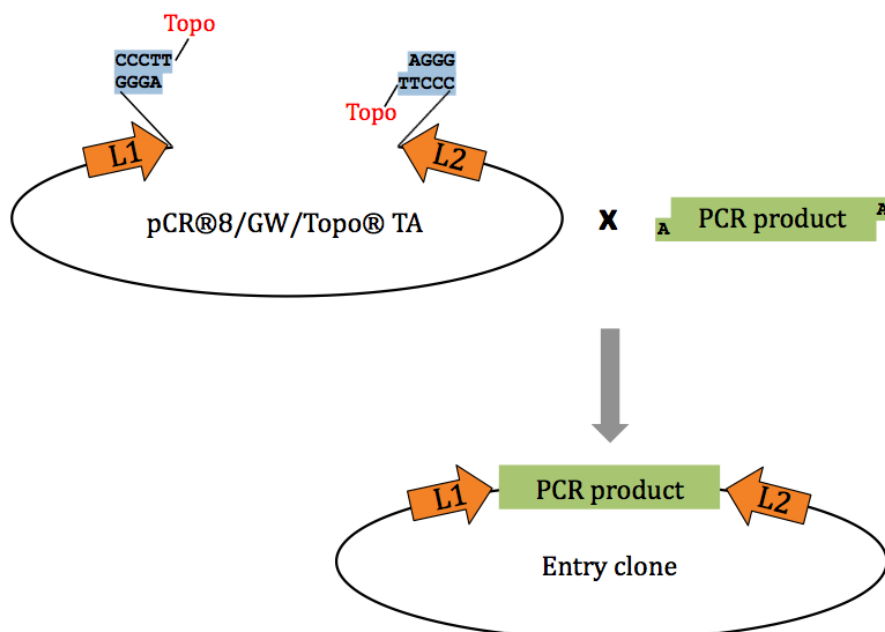 Topo
CCCTT
GGGA
AGGG
TTCCC
Topo
L1
L2
pCR®8/GW/Topo® TA
X
A
PCR product
A
L1
PCR product
L2
Entry clone